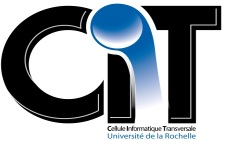 CiT
Cellule Informatique Transversale
Université de la Rochelle